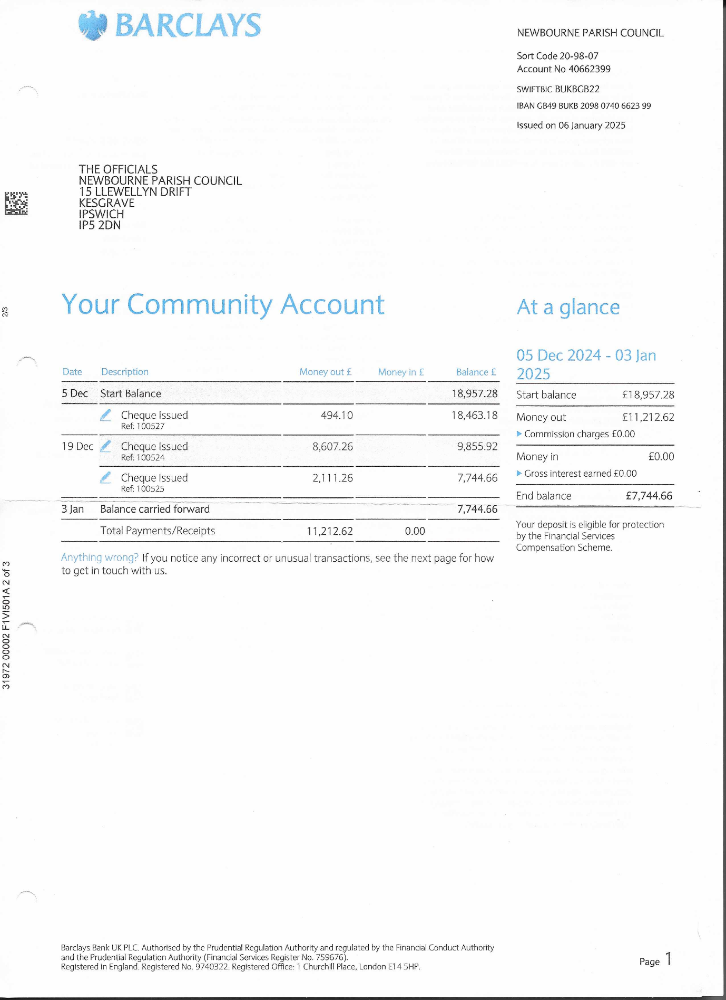 BARCLAYS
NEWBOURNE PARISH COUNCIL
Sort Code 20-98-07
Account No 40662399
SWIFTBIC BUKBGB22
IBAN GB49 BUKB 2098 0740 6623 99
Issued on 06 January 2025
THE OFFICIALS
NEWBOURNE PARISH COUNCIL
15 LLEWELLYN DRIFT
KESGRAVE
IPSWICH
IP5 2DN
2/3
Your Community Account
Date Description Money out £ Money in £ Balance £
5 Dec Start Balance 18,957.28
Cheque Issued 494.10 18,463.18
Ref: 100527
19 Dec Cheque Issued 8,607.26 9,855.92
Ref: 100524
Cheque Issued 2,111.26 7,744.66
Ref: 100525
3 Jan Balance carried forward 7,744.66
Total Payments/Receipts 11,212.62 0.00
Anything wrong? If you notice any incorrect or unusual transactions, see the next page for how
to get in touch with us.
At a glance
05 Dec 2024 - 03 Jan
2025
Start balance £18,957.28
Money out £11,212.62
Commission charges £0.00
Money in £0.00
Gross interest earned £0.00
End balance £7,744.66
Your deposit is eligible for protection
by the Financial Services
Compensation Scheme.
31972 00002 F1VI501A 2 of 3
Barclays Bank UK PLC. Authorised by the Prudential Regulation Authority and regulated by the Financial Conduct Authority
and the Prudential Regulation Authority (Financial Services Register No. 759676).
Registered in England. Registered No. 9740322. Registered Office: 1 Churchill Place, London E14 5HP.
Page 1